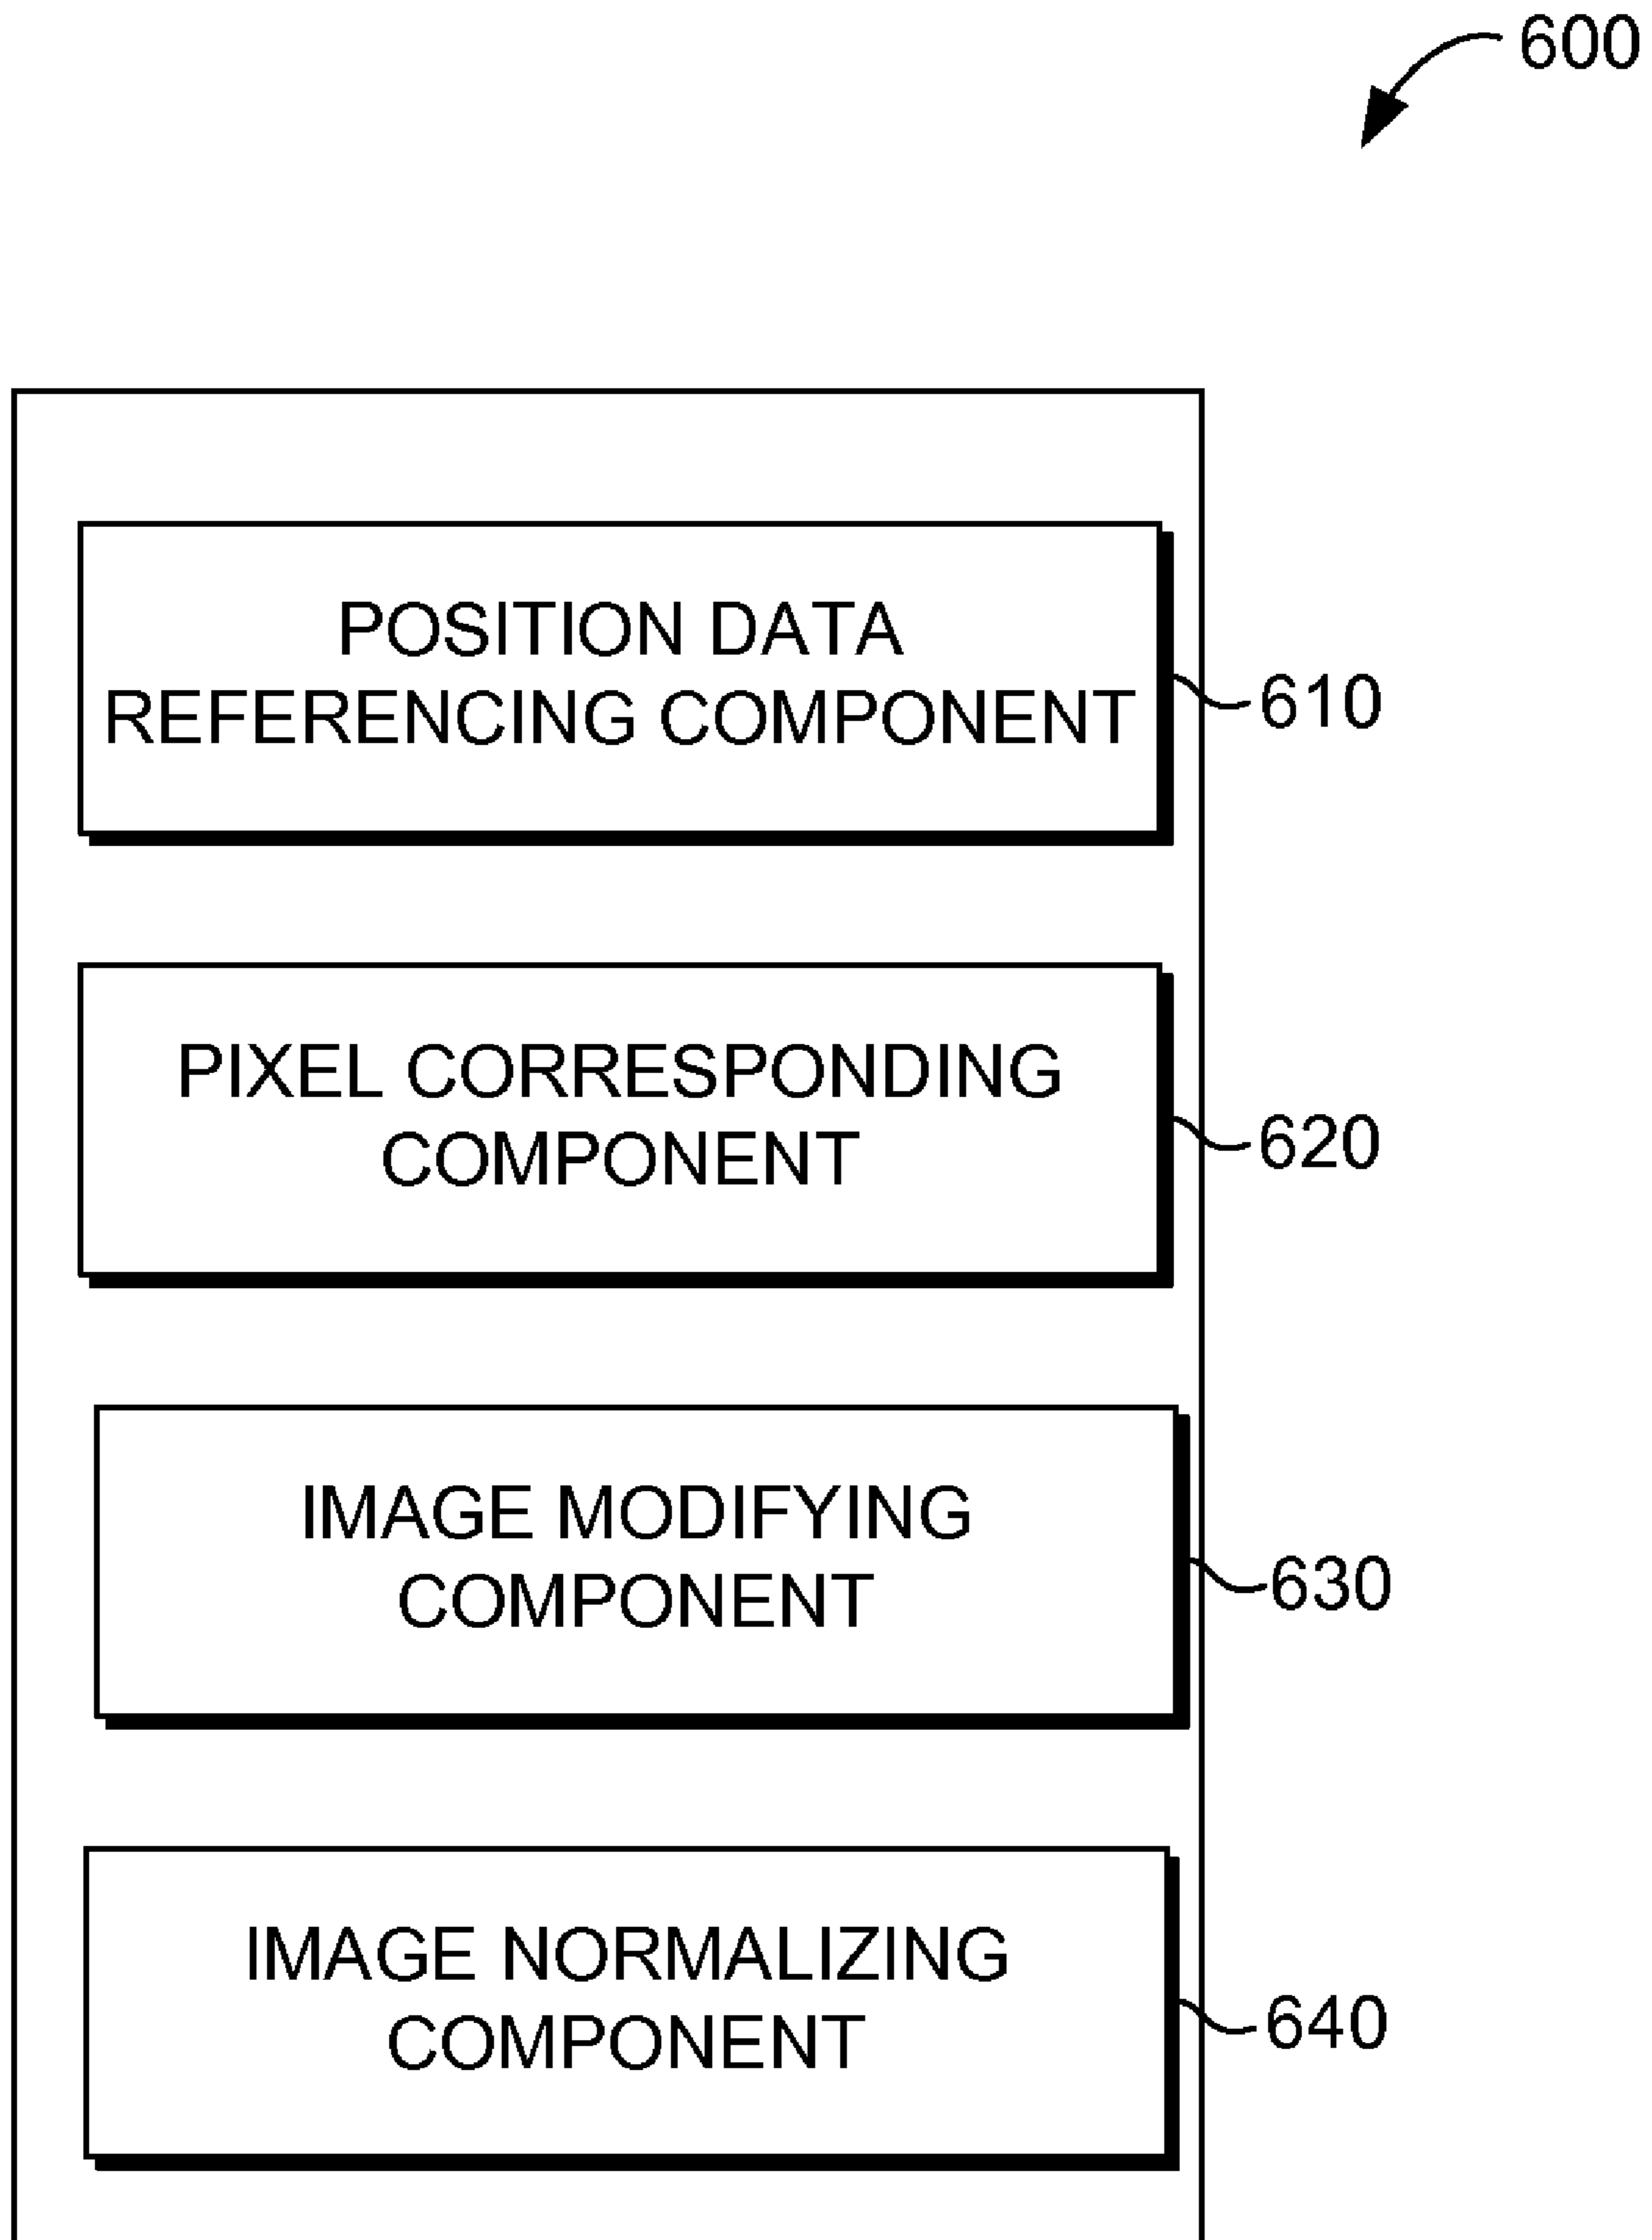 600
POSITION DATA
REFERENCING COMPONENT
610
PIXEL CORRESPONDING
COMPONENT
620
IMAGE MODIFYING
COMPONENT
630
IMAGE NORMALIZING
COMPONENT
640